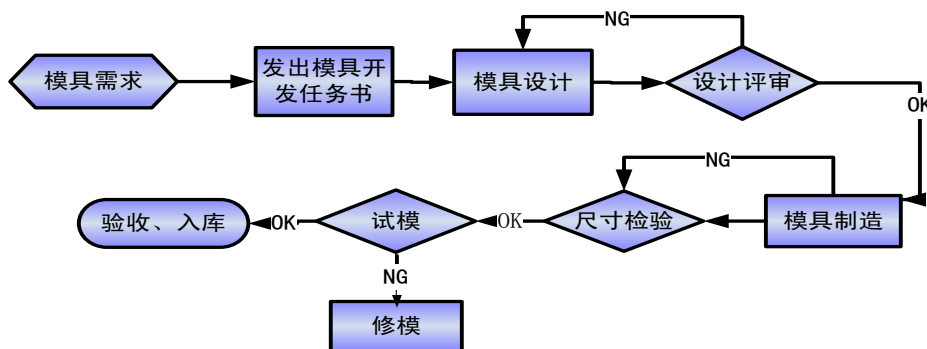 NG
模具需求
发出模具开
发任务书
模具设计
设计评审
OK
NG
验收、入库
OK
试模
OK
尺寸检验
模具制造
NG
修模